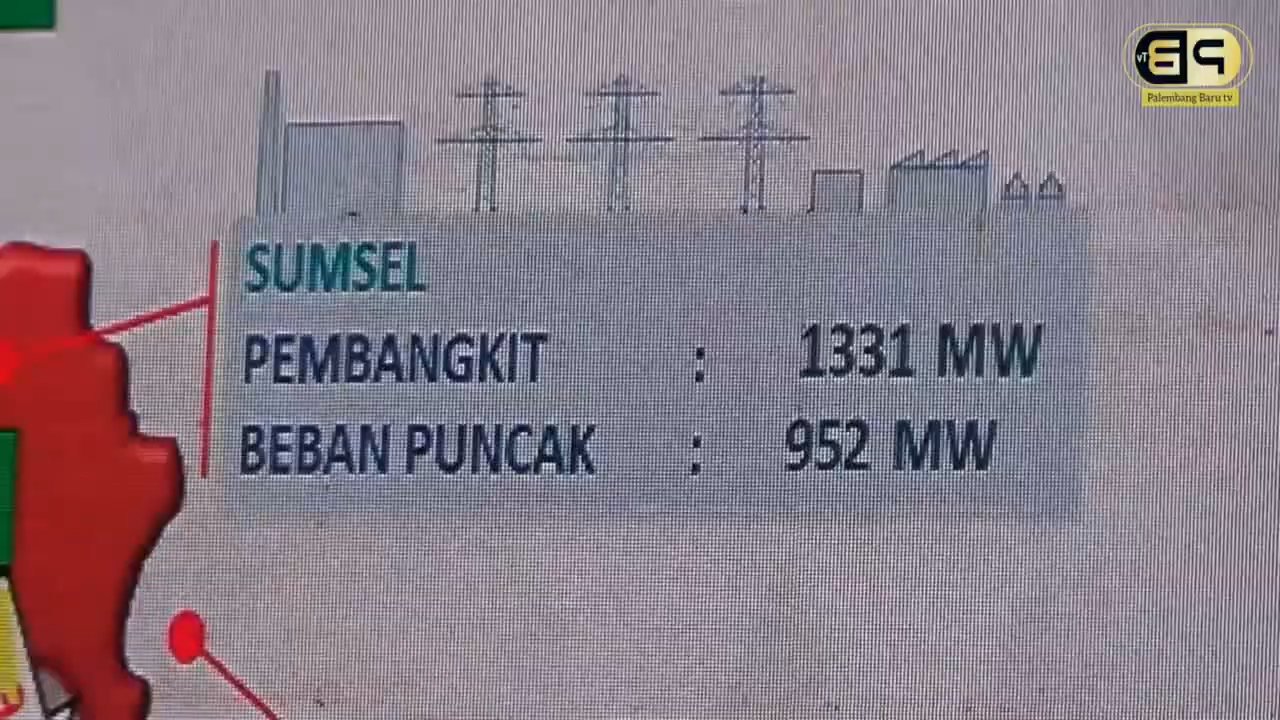 Palembang Baru tv
SUMSEL
PEMBANGKIT : 1331 MW
BEBAN PUNCAK : 952 MW